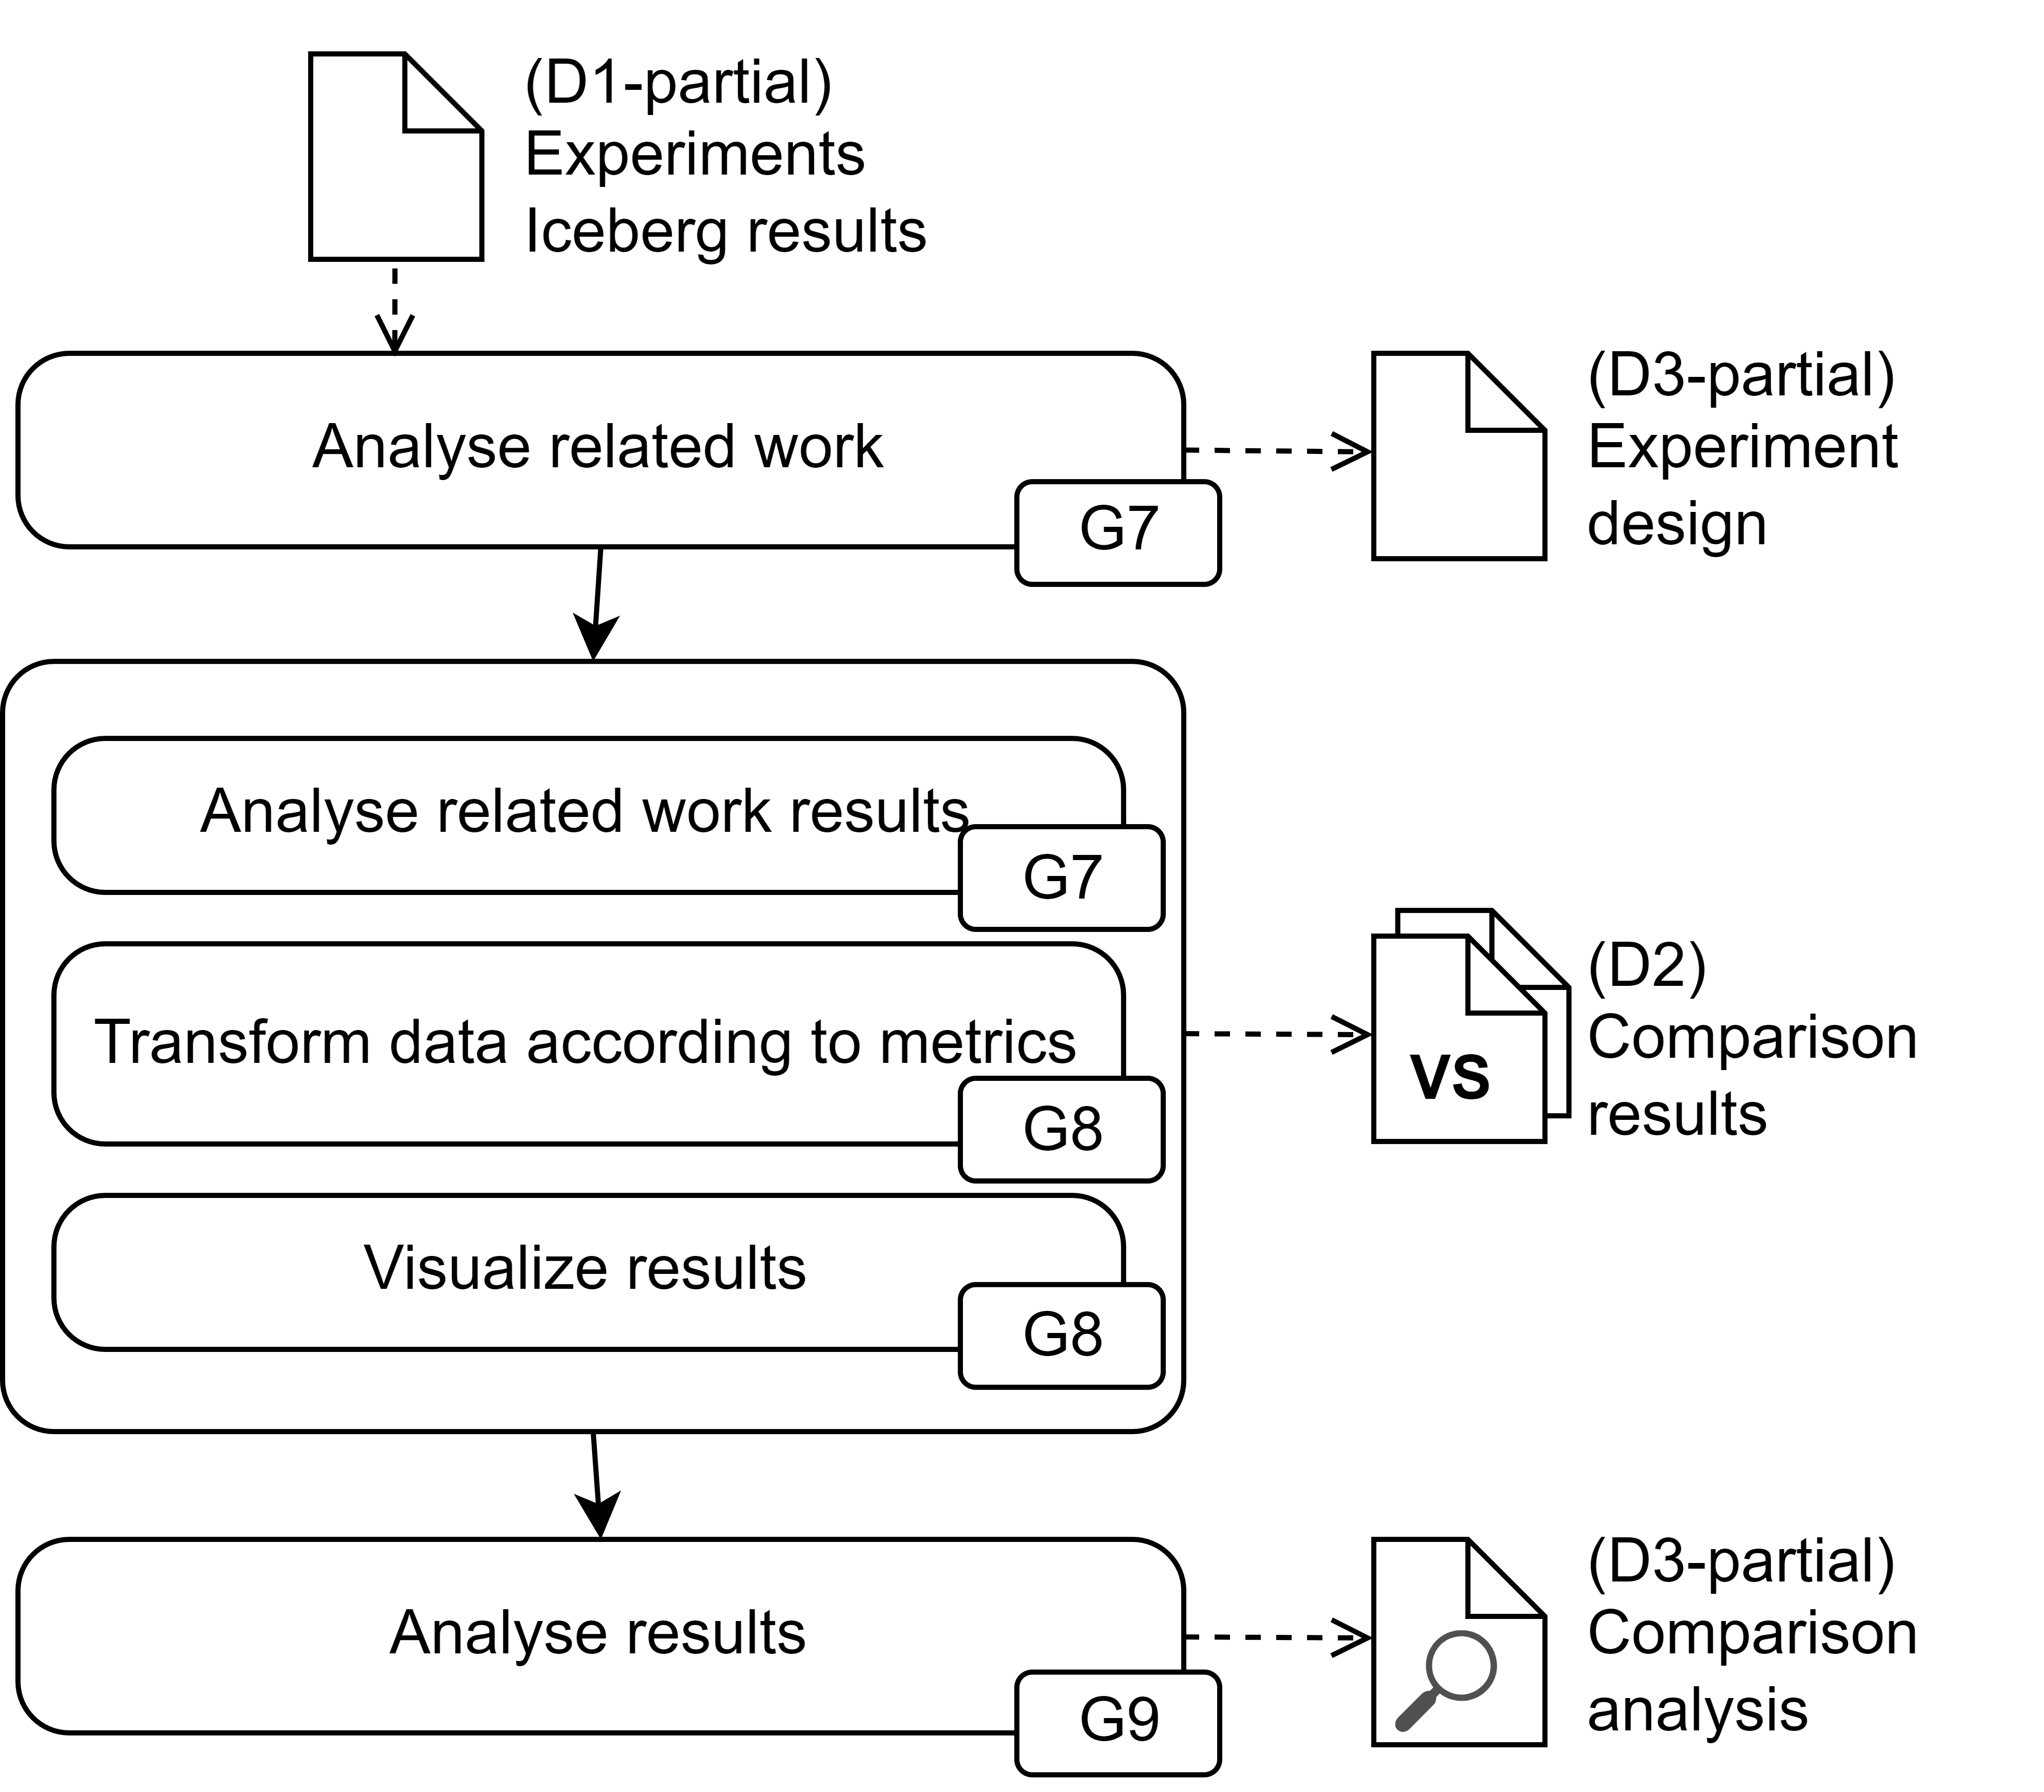 (D1-partial)
Experiments
Iceberg results
Analyse related work
G7
(D3-partial)
Experiment
design
Analyse related work results
G7
Transform data according to metrics
G8
Visualize results
G8
VS
(D2)
Comparison
results
Analyse results
G9
(D3-partial)
Comparison
analysis